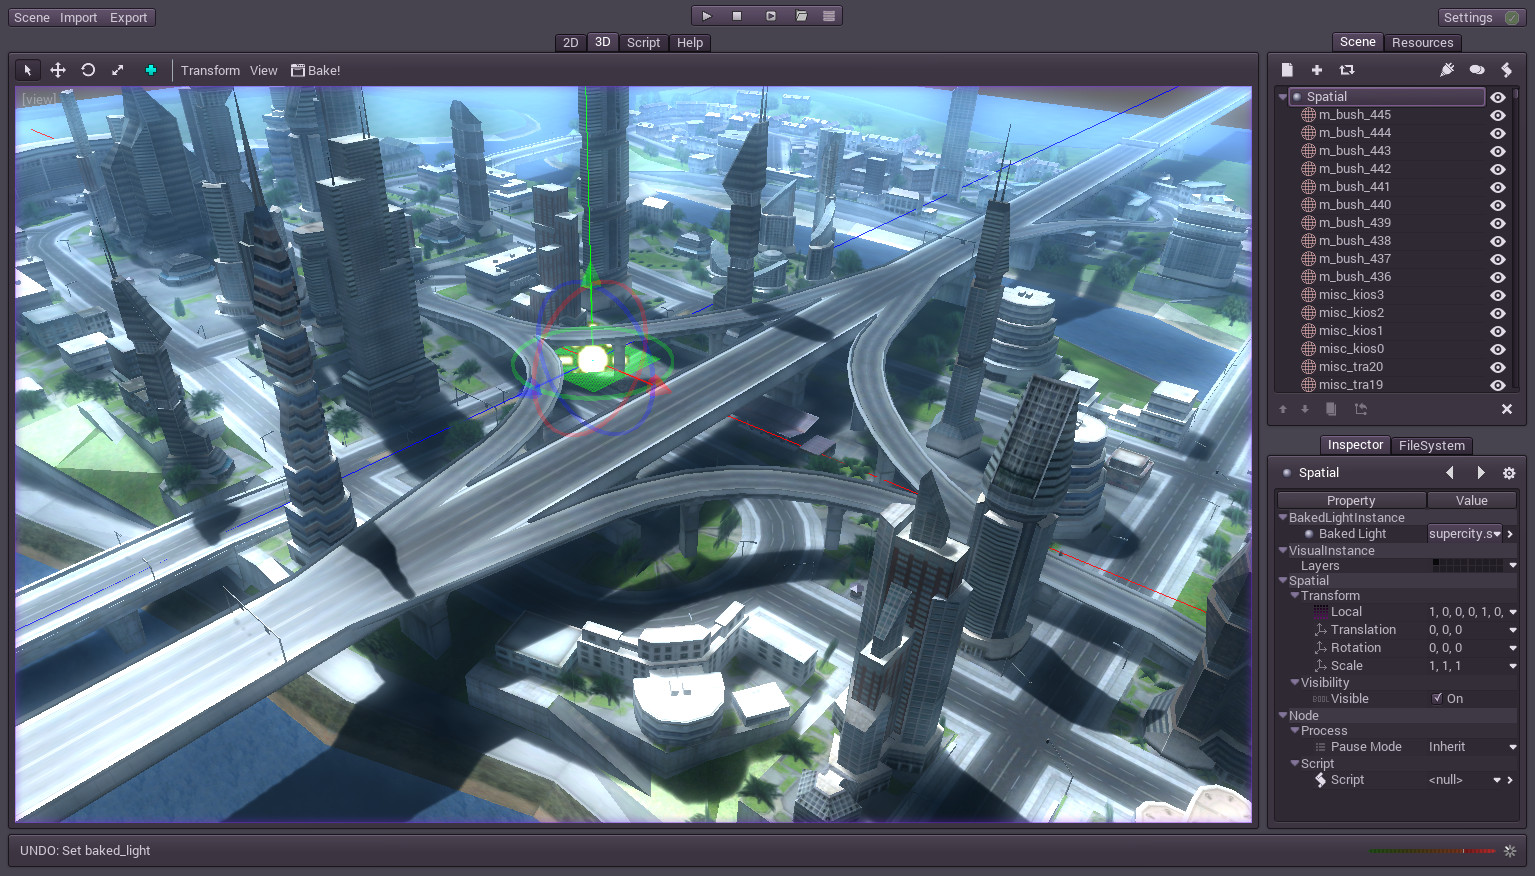 Scene Import Export
Settings
2D 3D Script Help
Scene Resources
Transform View Bake!
[view]
Spatial
m_bush_445
m_bush_444
m_bush_443
m_bush_442
m_bush_441
m_bush_440
m_bush_439
m_bush_438
m_bush_437
m_bush_436
misc_kios3
misc_kios2
misc_kios1
misc_kios0
misc_tra20
misc_tra19
Inspector FileSystem
Spatial
Property Value
BakedLightInstance
Baked Light supercity.s
VisualInstance
Layers
Spatial
Transform
Local 1, 0, 0, 0, 1, 0,
Translation 0, 0, 0
Rotation 0, 0, 0
Scale 1, 1, 1
Visibility
BOOL Visible On
Node
Process
Pause Mode Inherit
Script
Script <null>
UNDO: Set baked_light